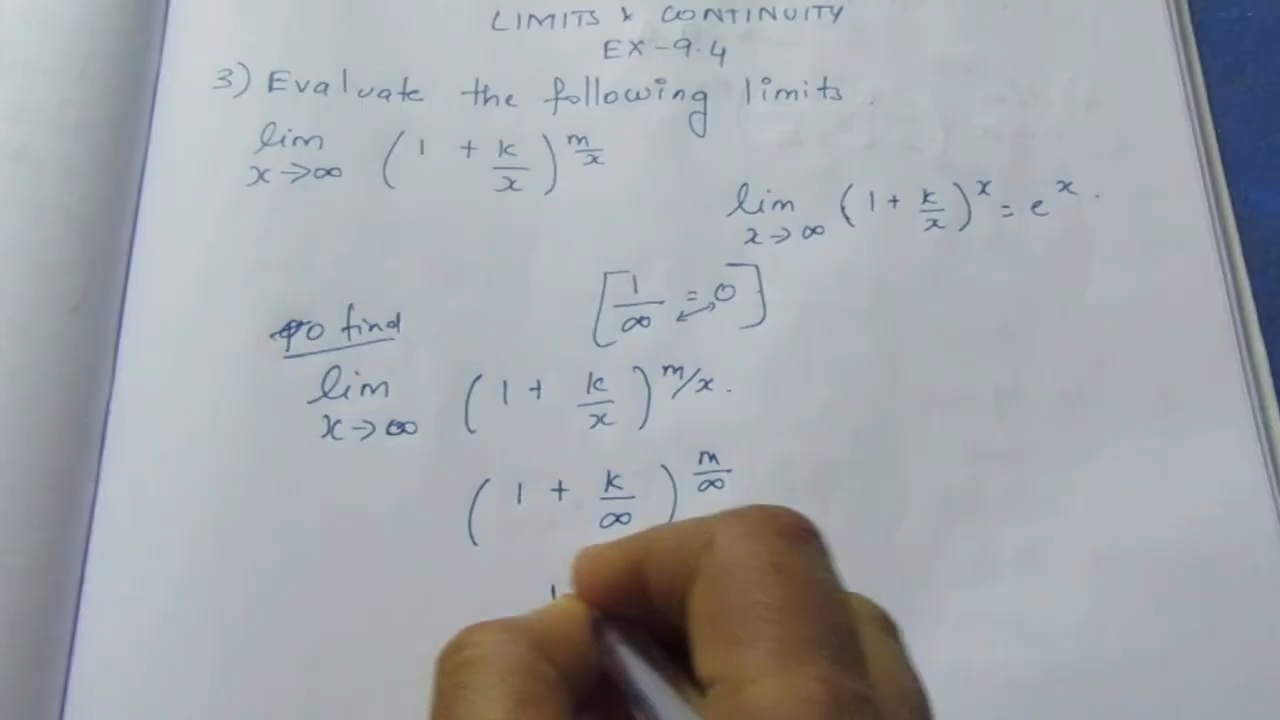 LIMITS & CONTINUITY
EX-9.4
3) Evaluate the following limits.
lim x→∞ (1 + k/x)^(m/x)
lim x→∞ (1 + k/x)^x = e^x.
[1/∞ = 0]
To find
lim x→∞ (1 + k/x)^(m/x).
(1 + k/∞)^(m/∞)